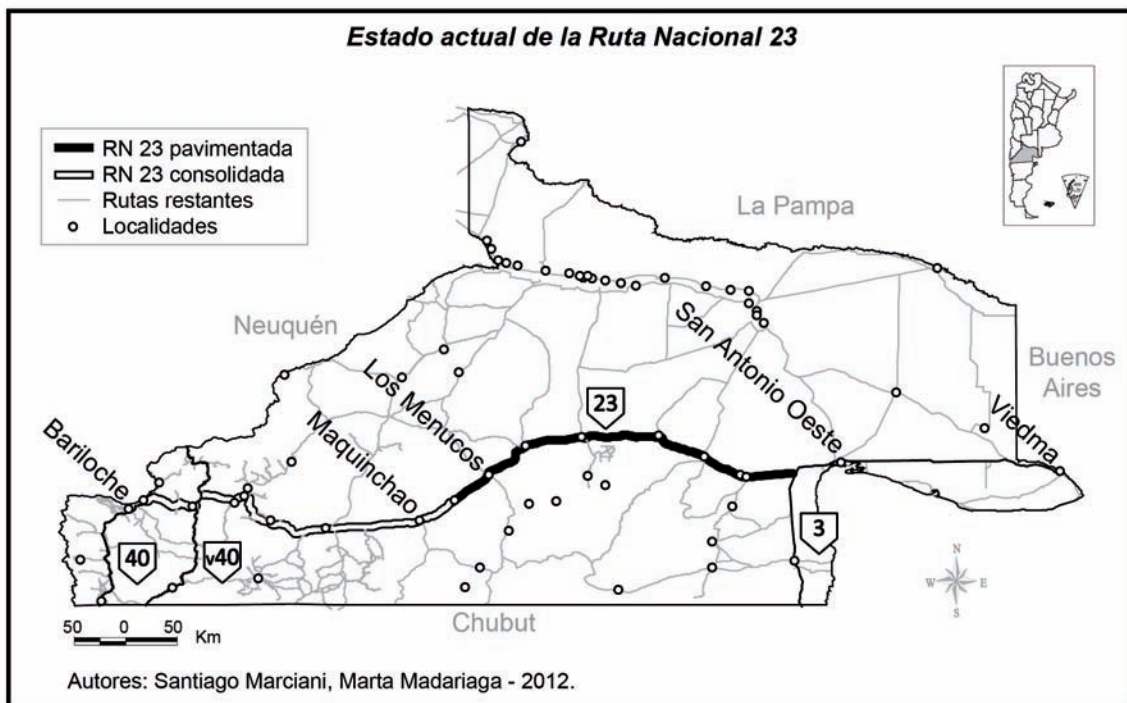 Estado actual de la Ruta Nacional 23
RN 23 pavimentada
RN 23 consolidada
Rutas restantes
Localidades
La Pampa
Neuquén
Buenos
Aires
San Antonio Oeste
Los Menucos
Viedma
Maquinchao
23
Bariloche
40
v40
3
N
W E
S
Chubut
50 0 50
Km
Autores: Santiago Marciani, Marta Madariaga - 2012.